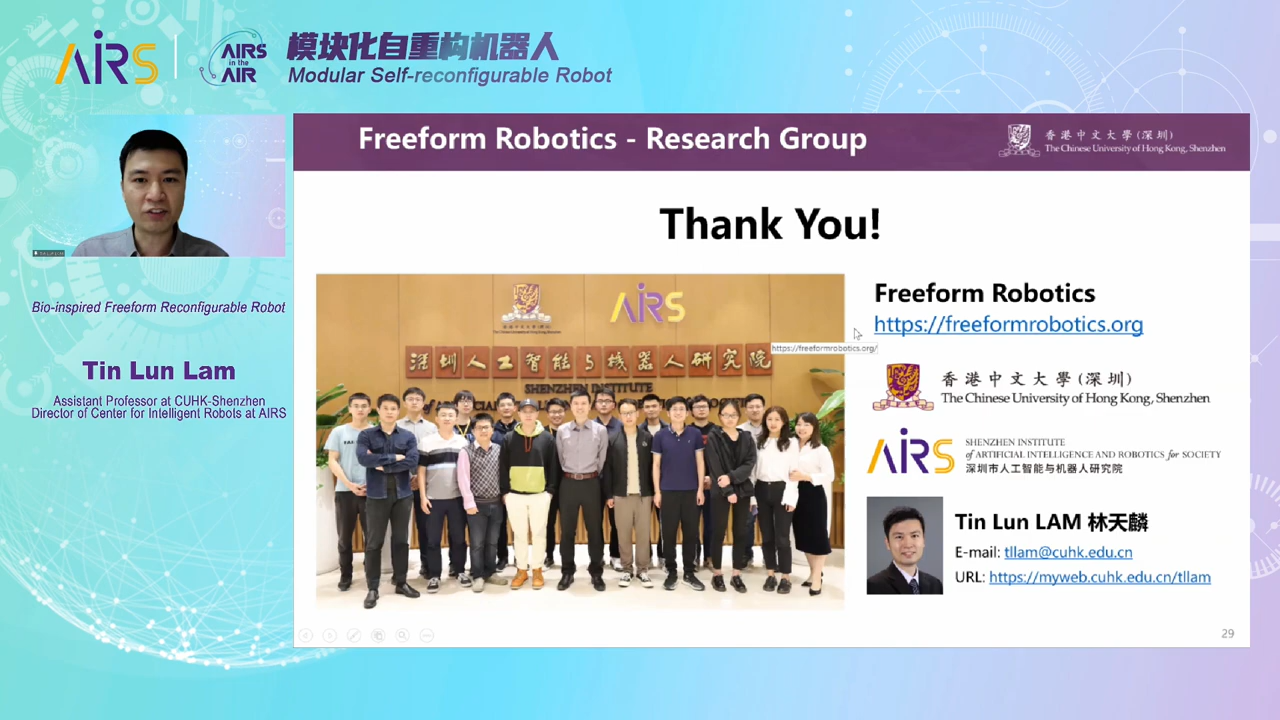 AIRS
AIRS
in the
AIR
模块化自重构机器人
Modular Self-reconfigurable Robot
Freeform Robotics - Research Group
香港中文大學(深圳)
The Chinese University of Hong Kong, Shenzhen
Thank You!
Bio-inspired Freeform Reconfigurable Robot
Tin Lun Lam
Assistant Professor at CUHK-Shenzhen
Director of Center for Intelligent Robots at AIRS
AIRS
深圳人工智能与机器人研究院
SHENZHEN INSTITUTE
Freeform Robotics
https://freeformrobotics.org
https://freeformrobotics.org/
香港中文大學(深圳)
The Chinese University of Hong Kong, Shenzhen
AIRS
SHENZHEN INSTITUTE
of ARTIFICIAL INTELLIGENCE AND ROBOTICS for SOCIETY
深圳市人工智能与机器人研究院
Tin Lun LAM 林天麟
E-mail: tllam@cuhk.edu.cn
URL: https://myweb.cuhk.edu.cn/tllam
29